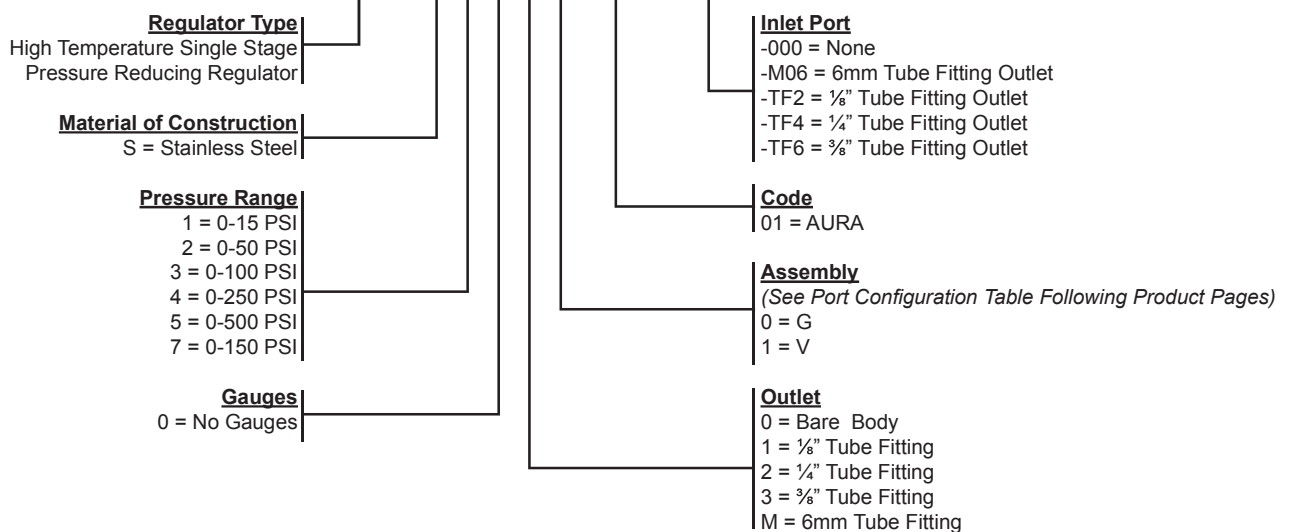 Regulator Type
High Temperature Single Stage
Pressure Reducing Regulator
Material of Construction
S = Stainless Steel
Pressure Range
1 = 0-15 PSI
2 = 0-50 PSI
3 = 0-100 PSI
4 = 0-250 PSI
5 = 0-500 PSI
7 = 0-150 PSI
Gauges
0 = No Gauges
Inlet Port
-000 = None
-M06 = 6mm Tube Fitting Outlet
-TF2 = ⅛” Tube Fitting Outlet
-TF4 = ¼” Tube Fitting Outlet
-TF6 = ⅜” Tube Fitting Outlet
Code
01 = AURA
Assembly
(See Port Configuration Table Following Product Pages)
0 = G
1 = V
Outlet
0 = Bare  Body
1 = ⅛” Tube Fitting
2 = ¼” Tube Fitting
3 = ⅜” Tube Fitting
M = 6mm Tube Fitting